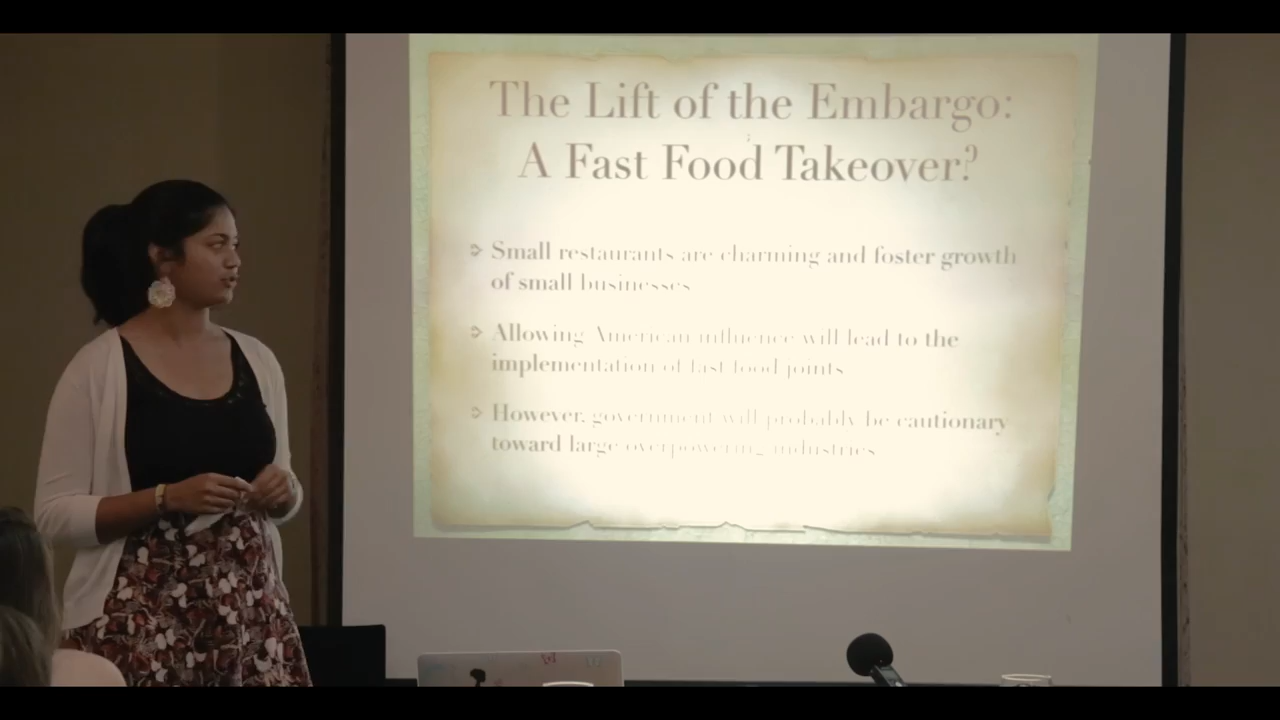 The Lift of the Embargo:
A Fast Food Takeover?
Small restaurants are charming and foster growth
of small businesses
Allowing American influence will lead to the
implementation of fast food joints
However, government will probably be cautionary
toward large overpowering industries